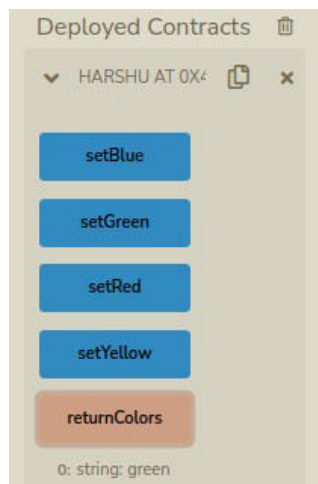 Deployed Contracts
HARSHU AT 0X4
setBlue
setGreen
setRed
setYellow
returnColors
0: string: green